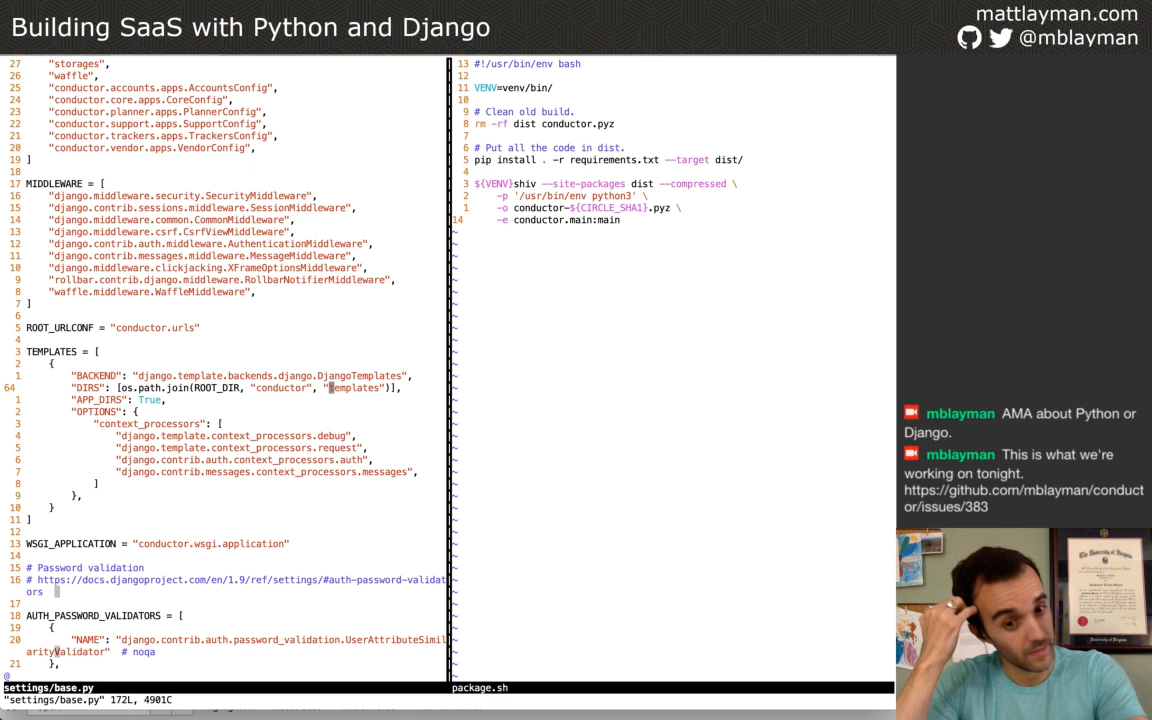 Building SaaS with Python and Django
mattlayman.com
@mblayman
27 "storages",
26 "waffle",
25 "conductor.accounts.apps.AccountsConfig",
24 "conductor.core.apps.CoreConfig",
23 "conductor.planner.apps.PlannerConfig",
22 "conductor.support.apps.SupportConfig",
21 "conductor.trackers.apps.TrackersConfig",
20 "conductor.vendor.apps.VendorConfig",
19 ]
18
17 MIDDLEWARE = [
16 "django.middleware.security.SecurityMiddleware",
15 "django.contrib.sessions.middleware.SessionMiddleware",
14 "django.middleware.common.CommonMiddleware",
13 "django.middleware.csrf.CsrfViewMiddleware",
12 "django.contrib.auth.middleware.AuthenticationMiddleware",
11 "django.contrib.messages.middleware.MessageMiddleware",
10 "django.middleware.clickjacking.XFrameOptionsMiddleware",
9 "rollbar.contrib.django.middleware.RollbarNotifierMiddleware",
8 "waffle.middleware.WaffleMiddleware",
7 ]
6
5 ROOT_URLCONF = "conductor.urls"
4
3 TEMPLATES = [
2 {
1 "BACKEND": "django.template.backends.django.DjangoTemplates",
64 "DIRS": [os.path.join(ROOT_DIR, "conductor", "templates")],
1 "APP_DIRS": True,
2 "OPTIONS": {
3 "context_processors": [
4 "django.template.context_processors.debug",
5 "django.template.context_processors.request",
6 "django.contrib.auth.context_processors.auth",
7 "django.contrib.messages.context_processors.messages",
8 ]
9 },
10 }
11 ]
12
13 WSGI_APPLICATION = "conductor.wsgi.application"
14
15 # Password validation
16 # https://docs.djangoproject.com/en/1.9/ref/settings/#auth-password-validat
ors
17
18 AUTH_PASSWORD_VALIDATORS = [
19 {
20 "NAME": "django.contrib.auth.password_validation.UserAttributeSimil
arityValidator" # noqa
21 },
@
settings/base.py
"settings/base.py" 172L, 4901C
13 #!/usr/bin/env bash
12
11 VENV=venv/bin/
10
9 # Clean old build.
8 rm -rf dist conductor.pyz
7
6 # Put all the code in dist.
5 pip install . -r requirements.txt --target dist/
4
3 ${VENV}shiv --site-packages dist --compressed \
2 -p '/usr/bin/env python3' \
1 -o conductor-${CIRCLE_SHA1}.pyz \
14 -e conductor.main:main
package.sh
mblayman AMA about Python or
Django.
mblayman This is what we're
working on tonight.
https://github.com/mblayman/conduct
or/issues/383
The University of Virginia
University of Virginia